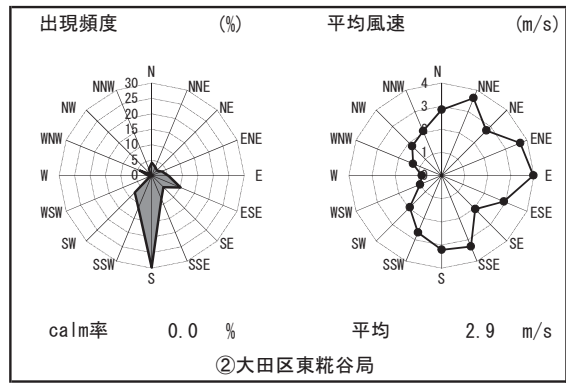 出現頻度 (%)
N
NNE
NE
ENE
E
ESE
SE
SSE
S
SSW
SW
WSW
W
WNW
NW
NNW
30
25
20
15
10
5
0
calm率 0.0 %
平均風速 (m/s)
N
NNE
NE
ENE
E
ESE
SE
SSE
S
SSW
SW
WSW
W
WNW
NW
NNW
4
3
2
1
0
平均 2.9 m/s
②大田区東糀谷局